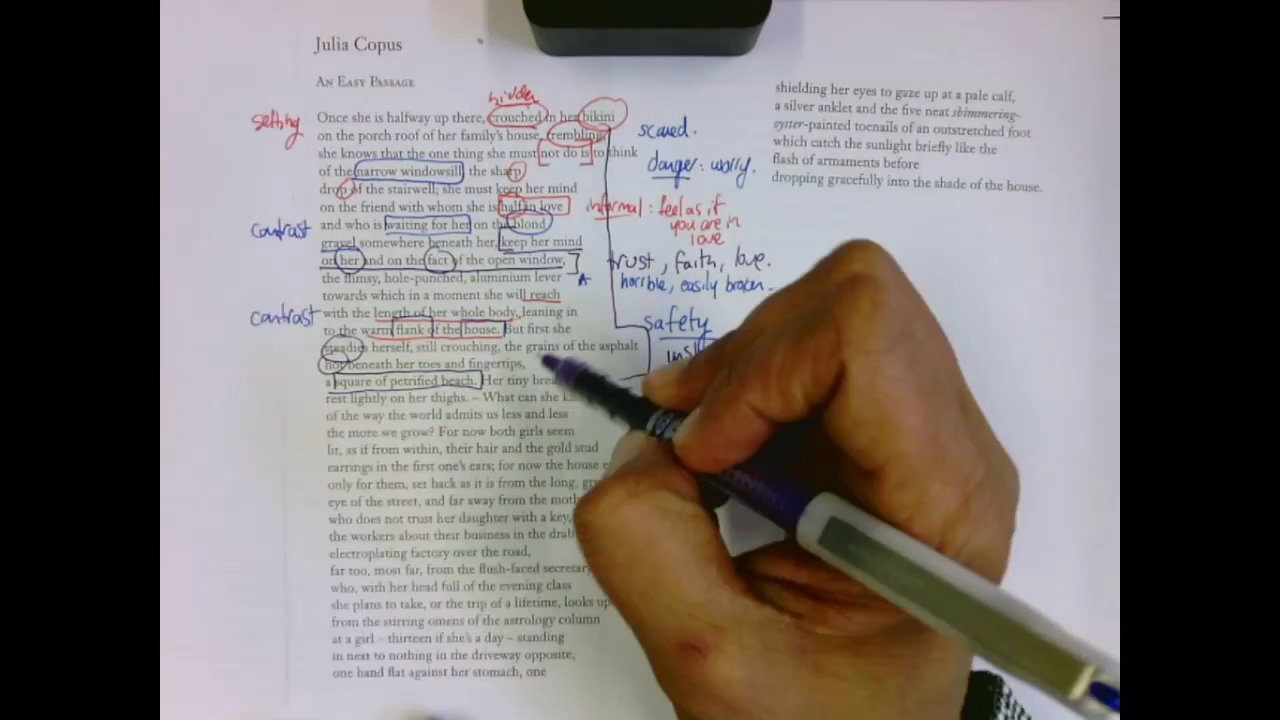 Julia Copus
AN EASY PASSAGE
hidden
Once she is halfway up there, crouched in her bikini
on the porch roof of her family's house, trembling,
she knows that the one thing she must not do is to think
of the narrow windowsill, the sharp
drop of the stairwell; she must keep her mind
on the friend with whom she is half in love
and who is waiting for her on the blond
gravel somewhere beneath her, keep her mind
on her and on the fact of the open window,
the flimsy, hole-punched, aluminium lever
towards which in a moment she will reach
with the length of her whole body, leaning in
to the warm flank of the house. But first she
steadies herself, still crouching, the grains of the asphalt
hot beneath her toes and fingertips,
a square of petrified beach. Her tiny
rest lightly on her thighs. – What can she
of the way the world admits us less and less
the more we grow? For now both girls seem
lit, as if from within, their hair and the gold stud
earrings in the first one's ears; for now the house
only for them, set back as it is from the long,
eye of the street, and far away from the
who does not trust her daughter with a key,
the workers about their business in the drab
electroplating factory over the road,
far too, most far, from the flush-faced secretary
who, with her head full of the evening class
she plans to take, or the trip of a lifetime, looks up
from the stirring omens of the astrology column
at a girl – thirteen if she's a day – standing
in next to nothing in the driveway opposite,
one hand flat against her stomach, one
setting
contrast
contrast
scared.
danger: worry.
informal: feel as if
you are in
love
trust, faith, love.
A
horrible, easily broken.
safety
shielding her eyes to gaze up at a pale calf,
a silver anklet and the five neat shimmering-
oyster-painted toenails of an outstretched foot
which catch the sunlight briefly like the
flash of armaments before
dropping gracefully into the shade of the house.